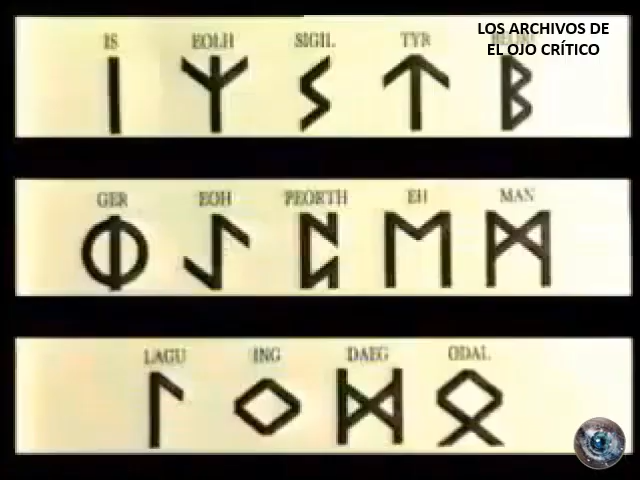 LOS ARCHIVOS DE
EL OJO CRÍTICO
IS EOLH SIGIL TYR
ᛁ ᛉ ᛊ ᛏ ᛒ
GER EOH PEORTH EH MAN
ᛄ ᛇ ᛈ ᛖ ᛗ
LAGU ING DAEG ODAL
ᛚ ᛜ ᛞ ᛟ